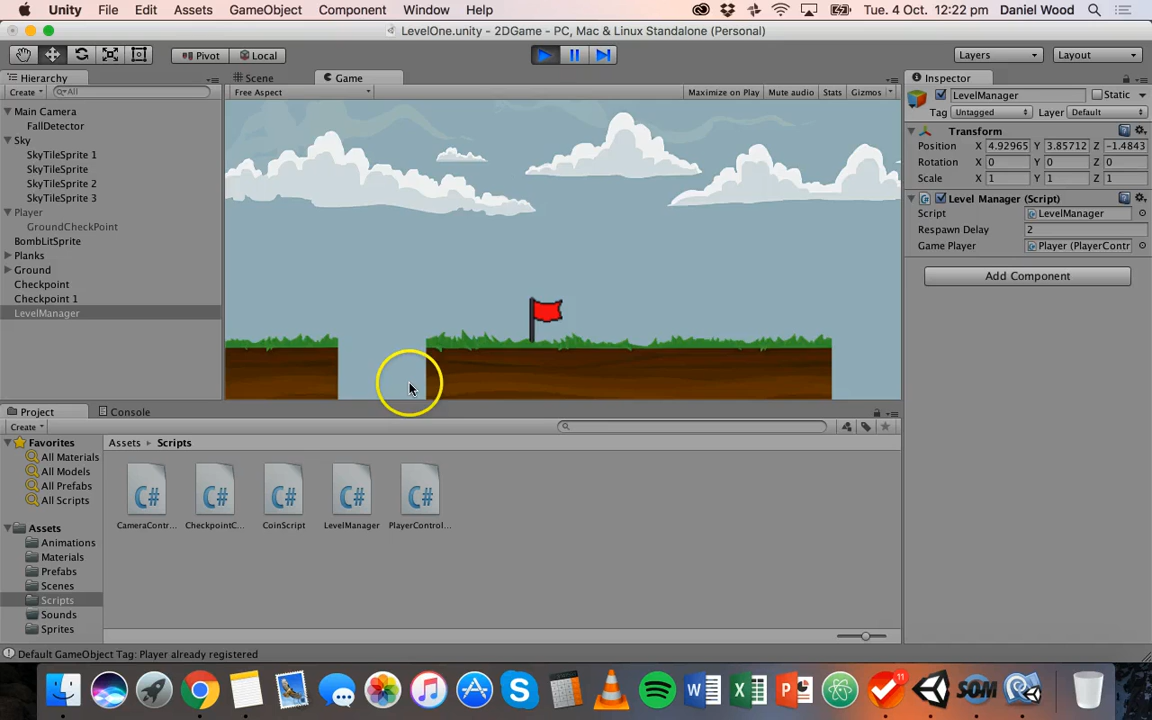 Unity File Edit Assets GameObject Component Window Help Tue. 4 Oct. 12:22 pm Daniel Wood
LevelOne.unity - 2DGame - PC, Mac & Linux Standalone (Personal)
Pivot Local Layers Layout
Hierarchy
Create All
Main Camera
FallDetector
Sky
SkyTileSprite 1
SkyTileSprite
SkyTileSprite 2
SkyTileSprite 3
Player
GroundCheckPoint
BombLitSprite
Planks
Ground
Checkpoint
Checkpoint 1
LevelManager
Scene Game
Free Aspect Maximize on Play Mute audio Stats Gizmos
Inspector
LevelManager Static
Tag Untagged Layer Default
Transform
Position X 4.92965 Y 3.85712 Z -1.4843
Rotation X 0 Y 0 Z 0
Scale X 1 Y 1 Z 1
Level Manager (Script)
Script LevelManager
Respawn Delay 2
Game Player Player (PlayerContr
Add Component
Project Console
Create
Favorites
All Materials
All Models
All Prefabs
All Scripts
Assets
Animations
Materials
Prefabs
Scenes
Scripts
Sounds
Sprites
Assets Scripts
C# C# C# C# C#
CameraContr... CheckpointC... CoinScript LevelManager PlayerControl...
Default GameObject Tag: Player already registered
11
SOM